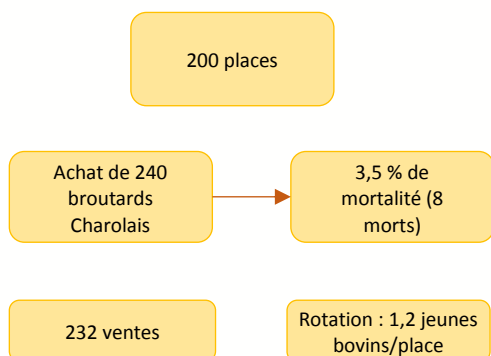 200 places
Achat de 240
broutards
Charolais
3,5 % de
mortalité (8
morts)
232 ventes
Rotation : 1,2 jeunes
bovins/place